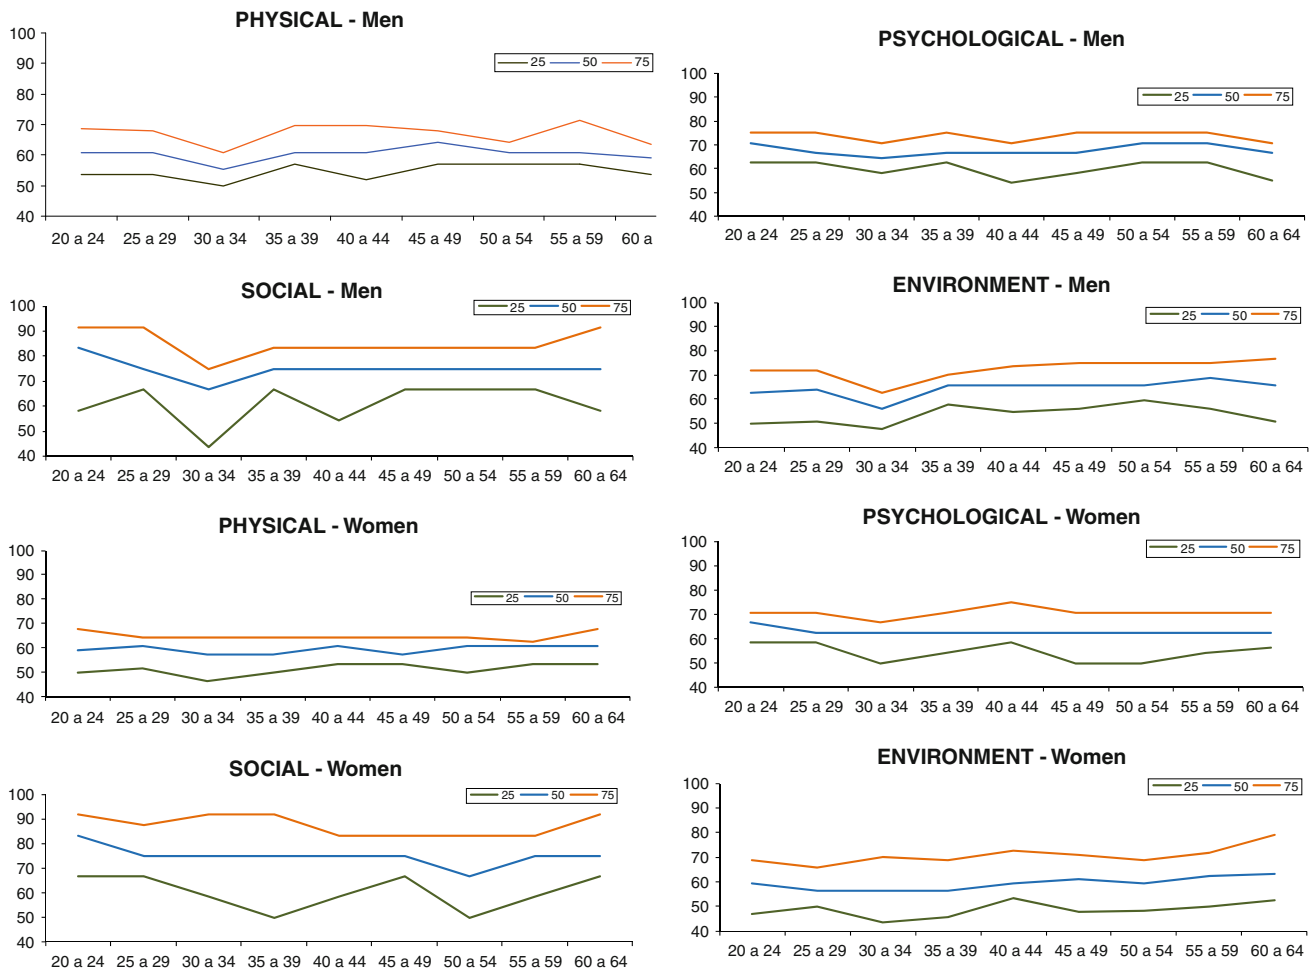 PHYSICAL - Men
25 50 75
100
90
80
70
60
50
40
20 a 24 25 a 29 30 a 34 35 a 39 40 a 44 45 a 49 50 a 54 55 a 59 60 a
PSYCHOLOGICAL - Men
25 50 75
100
90
80
70
60
50
40
20 a 24 25 a 29 30 a 34 35 a 39 40 a 44 45 a 49 50 a 54 55 a 59 60 a 64
SOCIAL - Men
25 50 75
100
90
80
70
60
50
40
20 a 24 25 a 29 30 a 34 35 a 39 40 a 44 45 a 49 50 a 54 55 a 59 60 a 64
ENVIRONMENT - Men
25 50 75
100
90
80
70
60
50
40
20 a 24 25 a 29 30 a 34 35 a 39 40 a 44 45 a 49 50 a 54 55 a 59 60 a 64
PHYSICAL - Women
25 50 75
100
90
80
70
60
50
40
20 a 24 25 a 29 30 a 34 35 a 39 40 a 44 45 a 49 50 a 54 55 a 59 60 a 64
PSYCHOLOGICAL - Women
25 50 75
100
90
80
70
60
50
40
20 a 24 25 a 29 30 a 34 35 a 39 40 a 44 45 a 49 50 a 54 55 a 59 60 a 64
SOCIAL - Women
25 50 75
100
90
80
70
60
50
40
20 a 24 25 a 29 30 a 34 35 a 39 40 a 44 45 a 49 50 a 54 55 a 59 60 a 64
ENVIRONMENT - Women
25 50 75
100
90
80
70
60
50
40
20 a 24 25 a 29 30 a 34 35 a 39 40 a 44 45 a 49 50 a 54 55 a 59 60 a 64